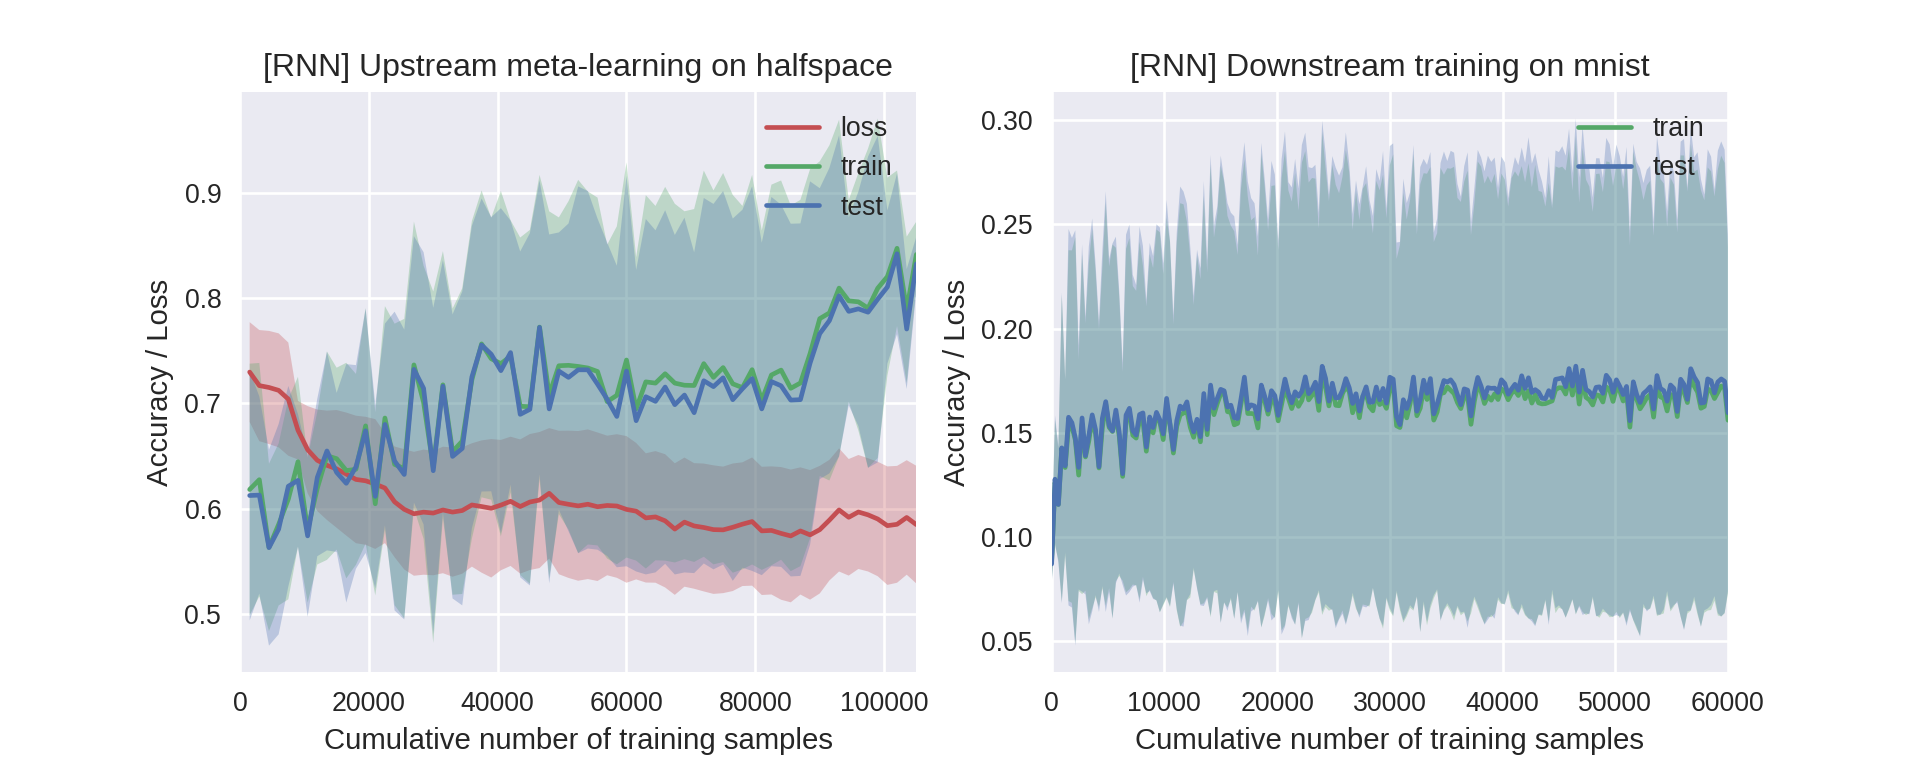 [RNN] Upstream meta-learning on halfspace
loss
train
test
0.9
0.8
0.7
0.6
0.5
Accuracy / Loss
0 20000 40000 60000 80000 100000
Cumulative number of training samples
[RNN] Downstream training on mnist
train
test
0.30
0.25
0.20
0.15
0.10
0.05
Accuracy / Loss
0 10000 20000 30000 40000 50000 60000
Cumulative number of training samples